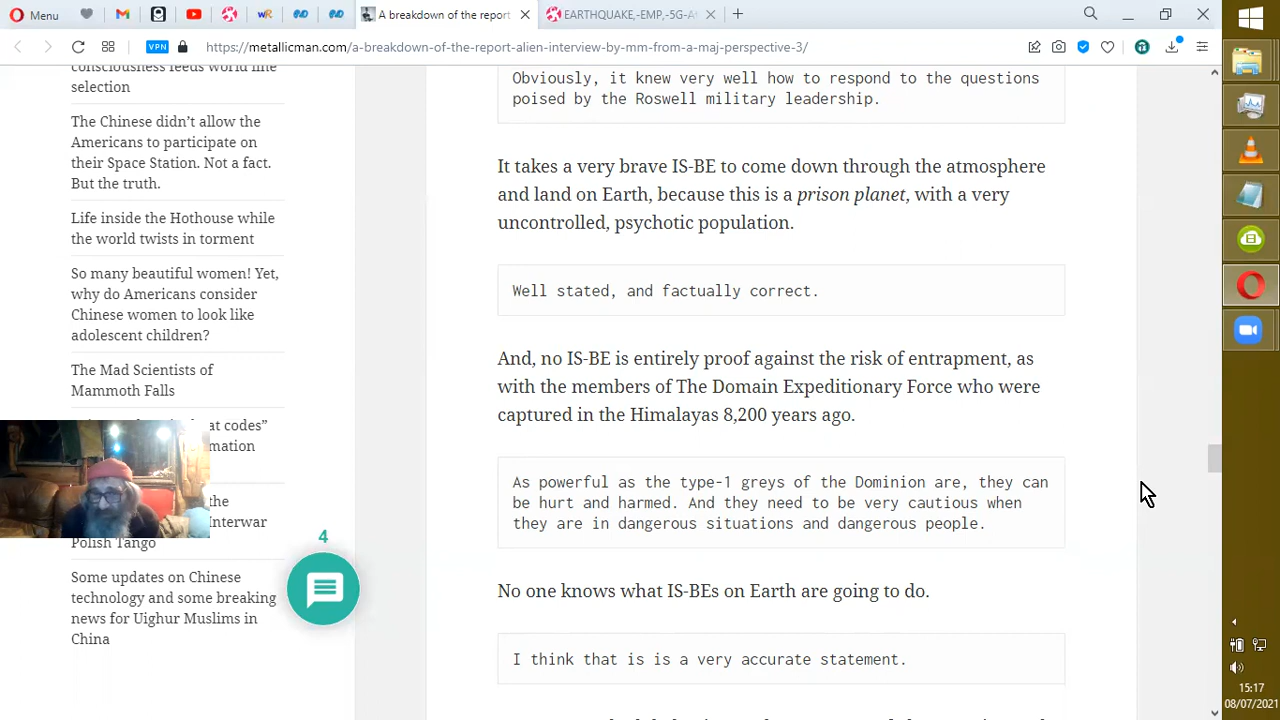 Menu
A breakdown of the report
EARTHQUAKE,-EMP,-5G-A
VPN
https://metallicman.com/a-breakdown-of-the-report-alien-interview-by-mm-from-a-maj-perspective-3/
consciousness feeds world line
selection
The Chinese didn’t allow the
Americans to participate on
their Space Station. Not a fact.
But the truth.
Life inside the Hothouse while
the world twists in torment
So many beautiful women! Yet,
why do Americans consider
Chinese women to look like
adolescent children?
The Mad Scientists of
Mammoth Falls
at codes”
mation
the
Interwar
Polish Tango
Some updates on Chinese
technology and some breaking
news for Uighur Muslims in
China
4
Obviously, it knew very well how to respond to the questions
poised by the Roswell military leadership.
It takes a very brave IS-BE to come down through the atmosphere
and land on Earth, because this is a prison planet, with a very
uncontrolled, psychotic population.
Well stated, and factually correct.
And, no IS-BE is entirely proof against the risk of entrapment, as
with the members of The Domain Expeditionary Force who were
captured in the Himalayas 8,200 years ago.
As powerful as the type-1 greys of the Dominion are, they can
be hurt and harmed. And they need to be very cautious when
they are in dangerous situations and dangerous people.
No one knows what IS-BEs on Earth are going to do.
I think that is is a very accurate statement.
15:17
08/07/2021